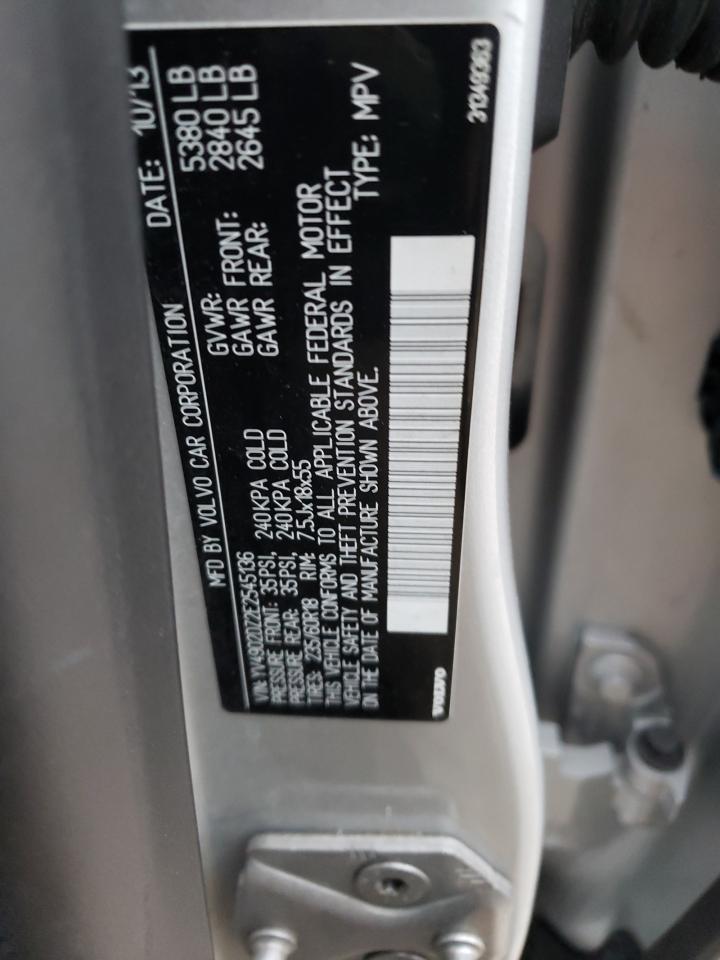 MFD BY VOLVO CAR CORPORATION DATE: 10/13
GVWR: 5380 LB
GAWR FRONT: 2840 LB
GAWR REAR: 2645 LB
VIN: YV4902DZ2E2545136
PRESSURE FRONT: 35PSI, 240KPA COLD
PRESSURE REAR: 35PSI, 240KPA COLD
TIRES: 235/60R18 RIM: 7.5Jx18x55
THIS VEHICLE CONFORMS TO ALL APPLICABLE FEDERAL MOTOR
VEHICLE SAFETY AND THEFT PREVENTION STANDARDS IN EFFECT
ON THE DATE OF MANUFACTURE SHOWN ABOVE. TYPE: MPV
VOLVO 31349363